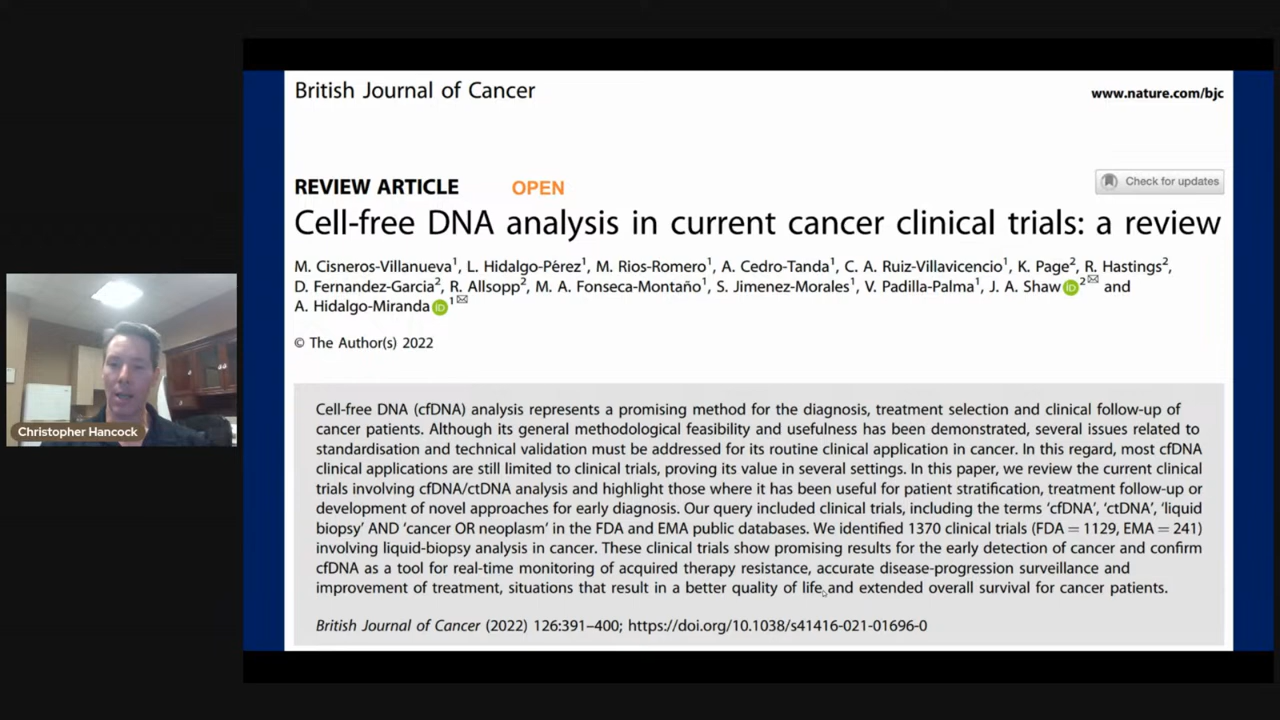 British Journal of Cancer
www.nature.com/bjc
REVIEW ARTICLE OPEN
Check for updates
Cell-free DNA analysis in current cancer clinical trials: a review
M. Cisneros-Villanueva¹, L. Hidalgo-Pérez¹, M. Rios-Romero¹, A. Cedro-Tanda¹, C. A. Ruiz-Villavicencio¹, K. Page², R. Hastings²,
D. Fernandez-Garcia², R. Allsopp², M. A. Fonseca-Montaño¹, S. Jimenez-Morales¹, V. Padilla-Palma¹, J. A. Shaw iD ²✉ and
A. Hidalgo-Miranda iD ¹✉
© The Author(s) 2022
Cell-free DNA (cfDNA) analysis represents a promising method for the diagnosis, treatment selection and clinical follow-up of
cancer patients. Although its general methodological feasibility and usefulness has been demonstrated, several issues related to
standardisation and technical validation must be addressed for its routine clinical application in cancer. In this regard, most cfDNA
clinical applications are still limited to clinical trials, proving its value in several settings. In this paper, we review the current clinical
trials involving cfDNA/ctDNA analysis and highlight those where it has been useful for patient stratification, treatment follow-up or
development of novel approaches for early diagnosis. Our query included clinical trials, including the terms ‘cfDNA’, ‘ctDNA’, ‘liquid
biopsy’ AND ‘cancer OR neoplasm’ in the FDA and EMA public databases. We identified 1370 clinical trials (FDA = 1129, EMA = 241)
involving liquid-biopsy analysis in cancer. These clinical trials show promising results for the early detection of cancer and confirm
cfDNA as a tool for real-time monitoring of acquired therapy resistance, accurate disease-progression surveillance and
improvement of treatment, situations that result in a better quality of life and extended overall survival for cancer patients.
British Journal of Cancer (2022) 126:391–400; https://doi.org/10.1038/s41416-021-01696-0
Christopher Hancock